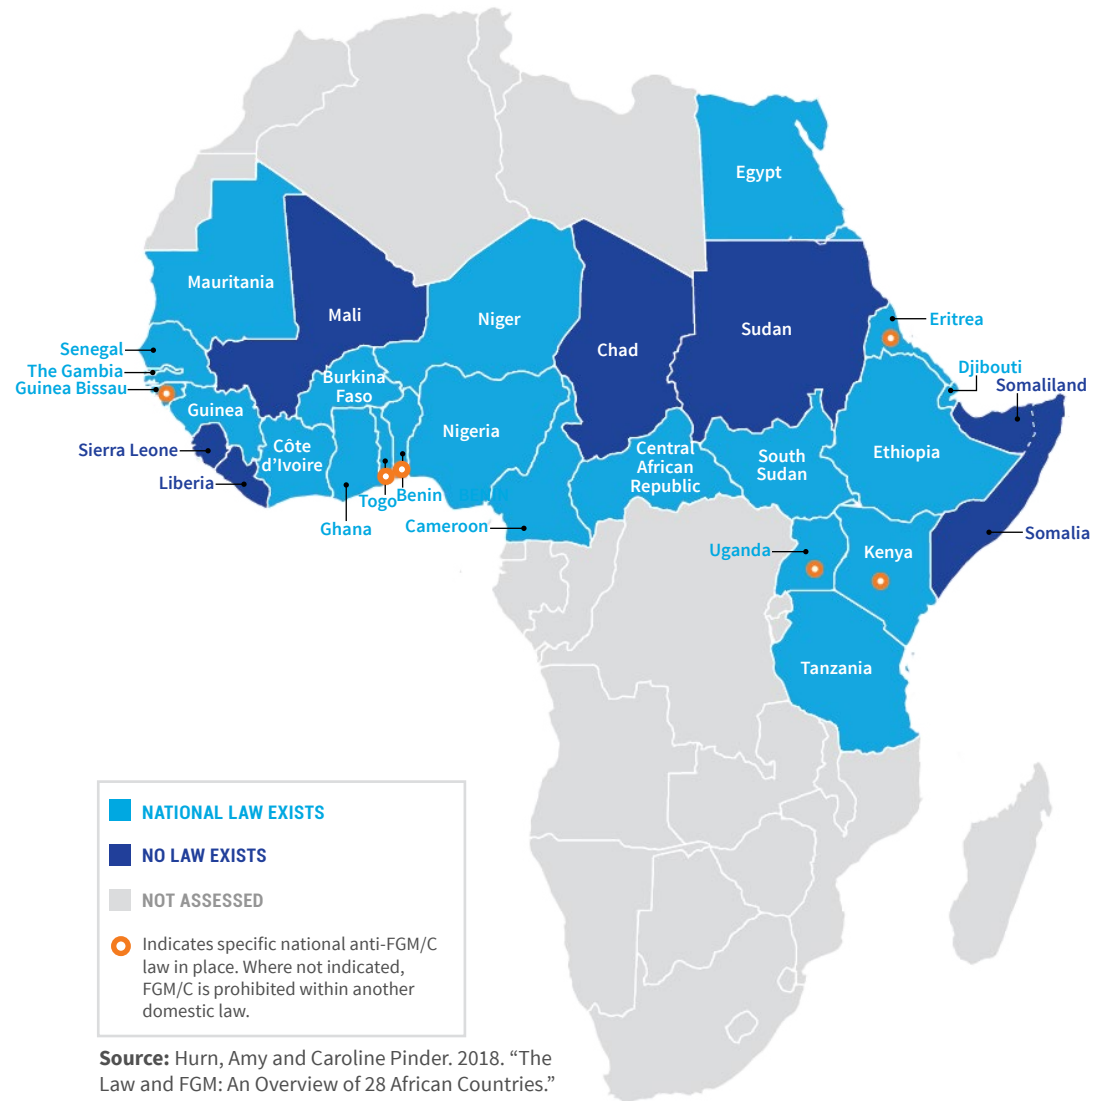 Egypt
Mauritania
Mali
Niger
Chad
Sudan
Eritrea
Senegal
The Gambia
Guinea Bissau
Djibouti
Somaliland
Burkina
Faso
Guinea
Nigeria
Côte
d’Ivoire
Central
African
Republic
South
Sudan
Ethiopia
Sierra Leone
Liberia
Togo
Benin
BENIN
Ghana
Cameroon
Uganda
Kenya
Somalia
Tanzania
NATIONAL LAW EXISTS
NO LAW EXISTS
NOT ASSESSED
Indicates specific national anti-FGM/C
law in place. Where not indicated,
FGM/C is prohibited within another
domestic law.
Source: Hurn, Amy and Caroline Pinder. 2018. “The
Law and FGM: An Overview of 28 African Countries.”